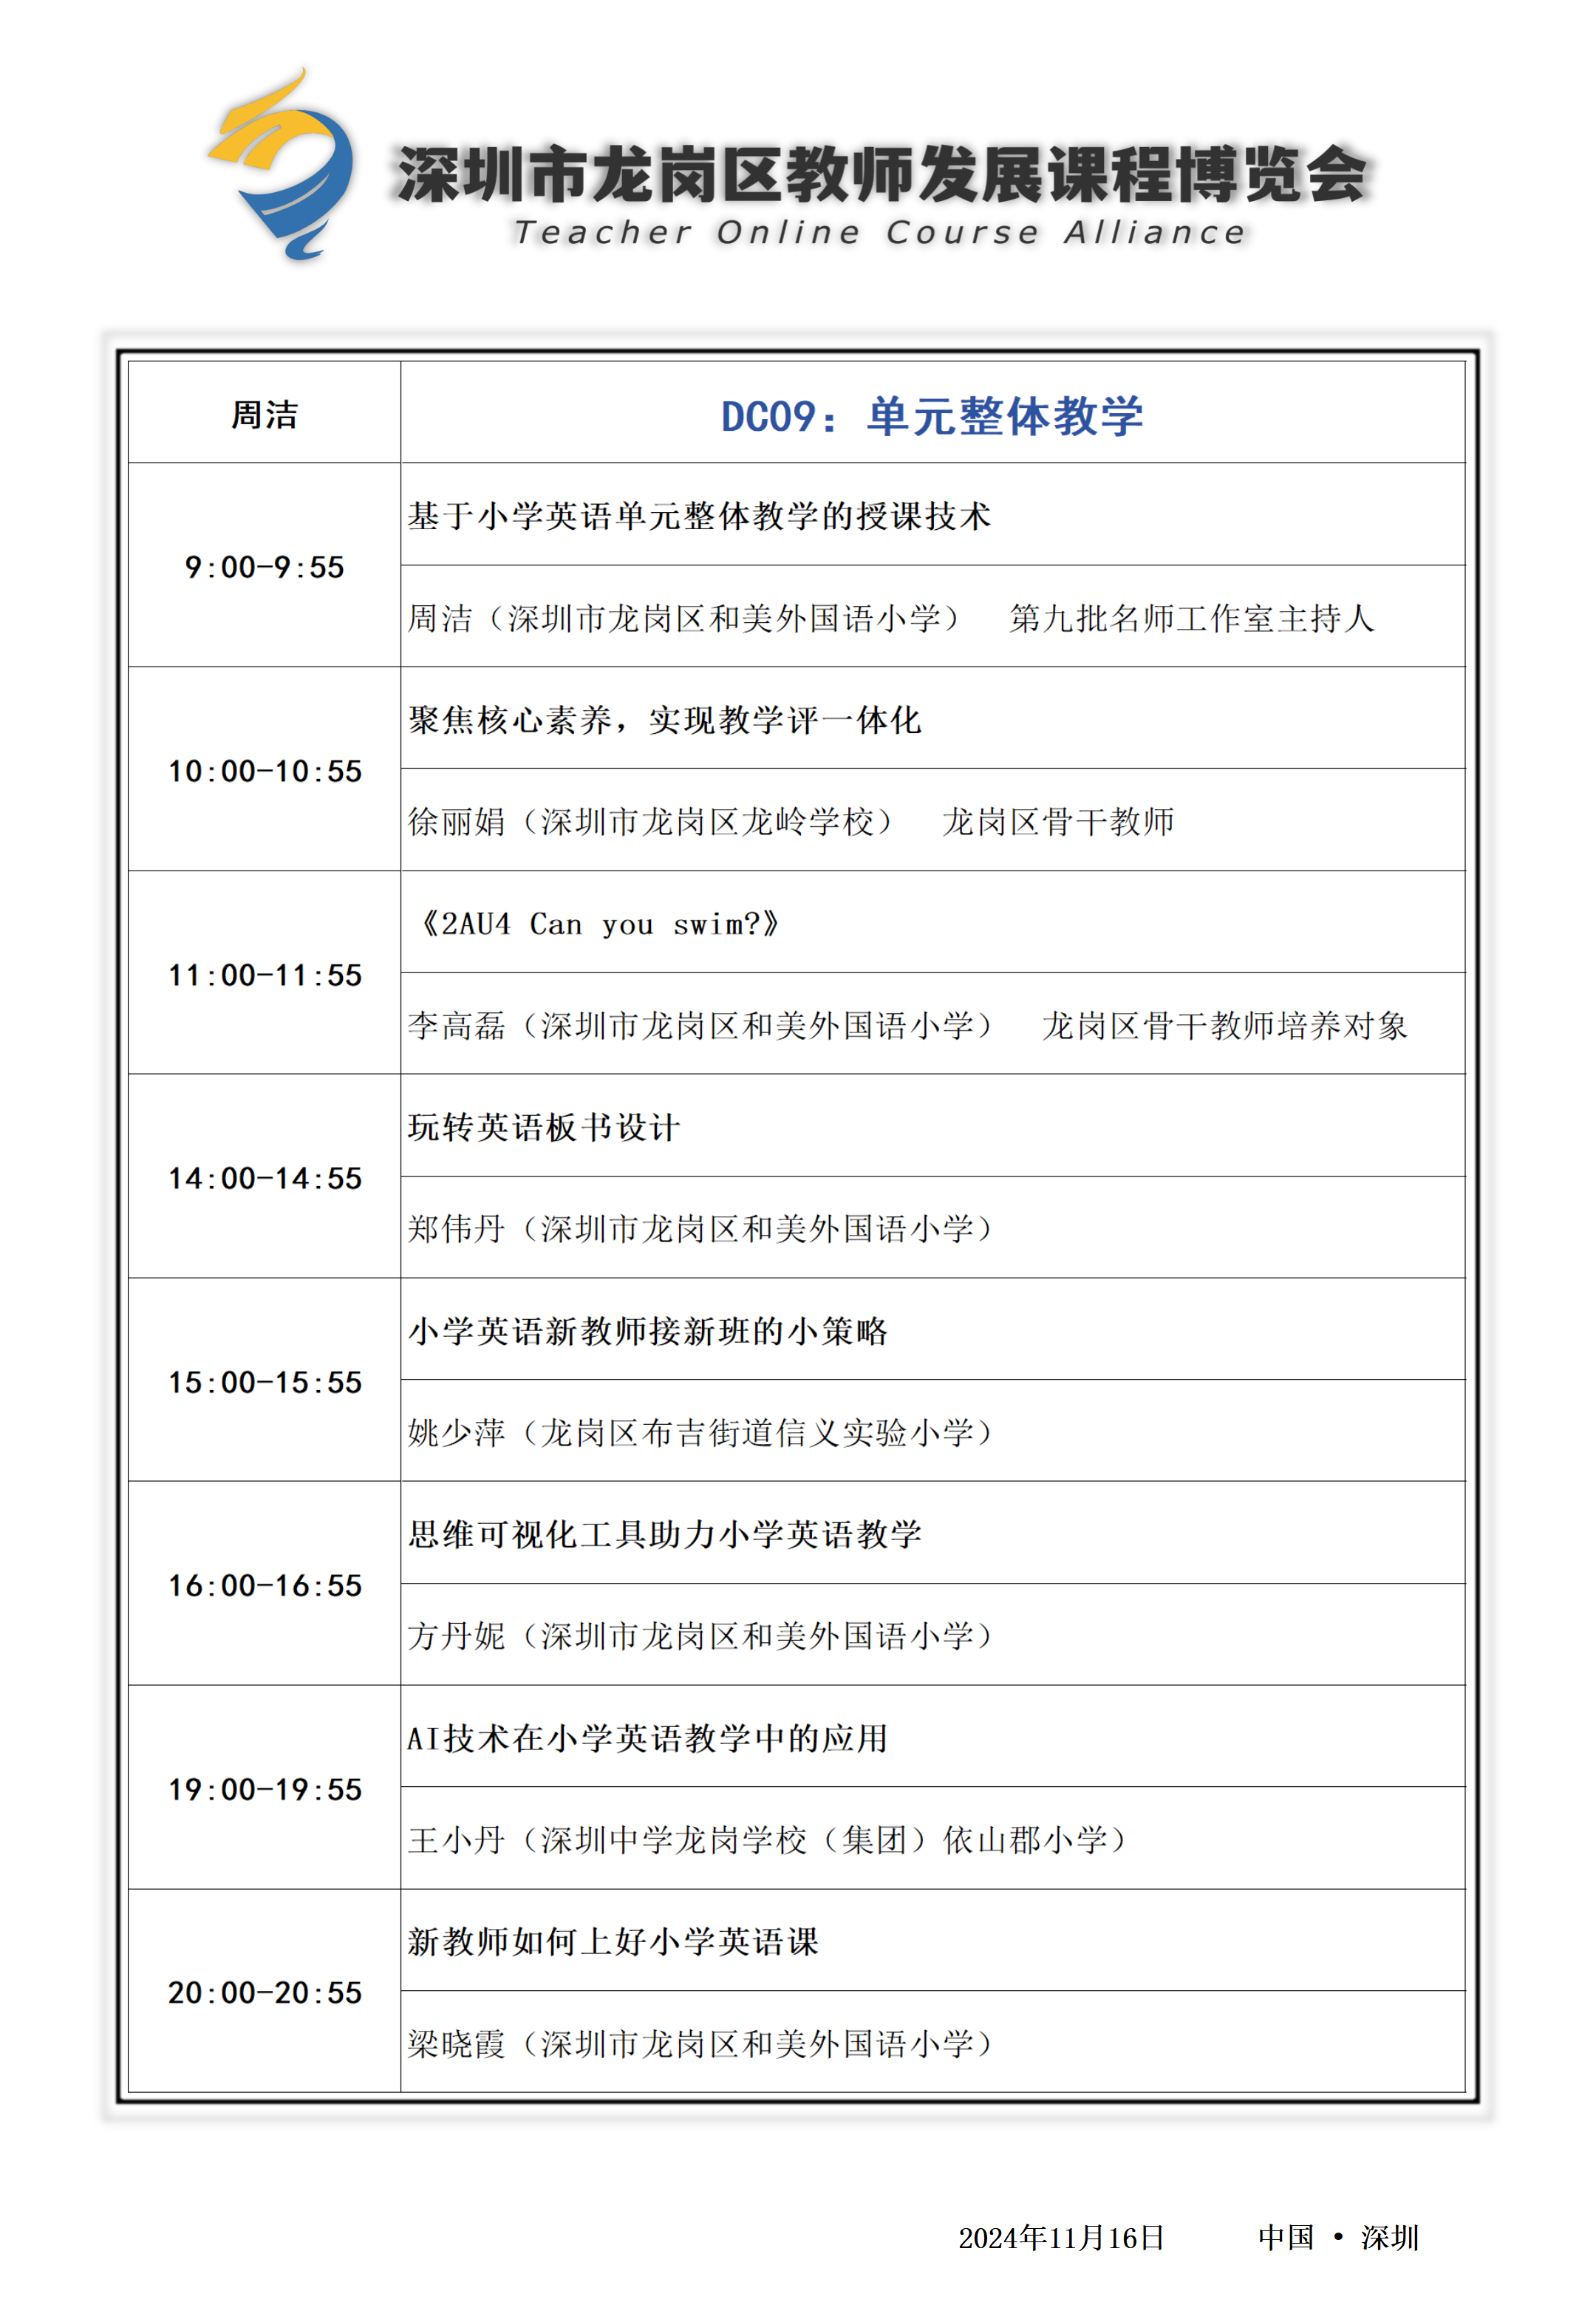 深圳市龙岗区教师发展课程博览会
Teacher Online Course Alliance
周洁
DC09：单元整体教学
9:00-9:55
基于小学英语单元整体教学的授课技术
周洁（深圳市龙岗区和美外国语小学） 第九批名师工作室主持人
10:00-10:55
聚焦核心素养，实现教学评一体化
徐丽娟（深圳市龙岗区龙岭学校） 龙岗区骨干教师
11:00-11:55
《2AU4 Can you swim?》
李高磊（深圳市龙岗区和美外国语小学） 龙岗区骨干教师培养对象
14:00-14:55
玩转英语板书设计
郑伟丹（深圳市龙岗区和美外国语小学）
15:00-15:55
小学英语新教师接新班的小策略
姚少萍（龙岗区布吉街道信义实验小学）
16:00-16:55
思维可视化工具助力小学英语教学
方丹妮（深圳市龙岗区和美外国语小学）
19:00-19:55
AI技术在小学英语教学中的应用
王小丹（深圳中学龙岗学校（集团）依山郡小学）
20:00-20:55
新教师如何上好小学英语课
梁晓霞（深圳市龙岗区和美外国语小学）
2024年11月16日 中国 • 深圳